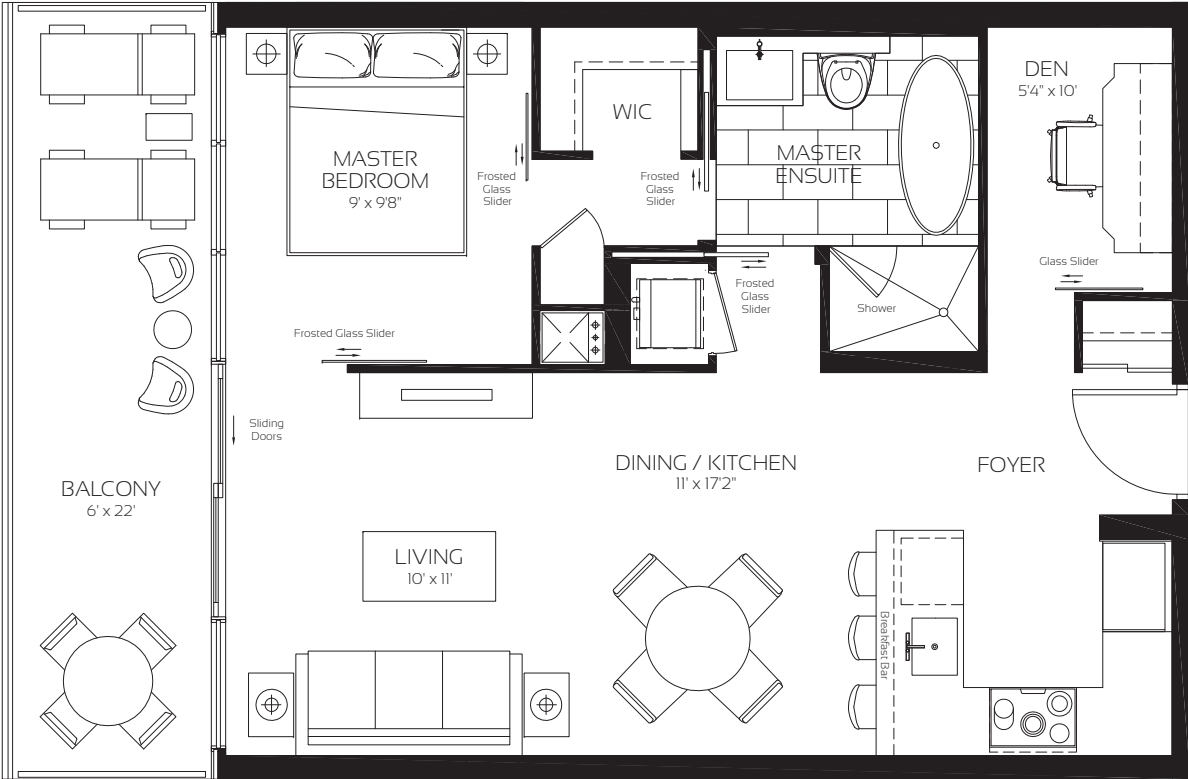 DEN
5'4" x 10'
WIC
MASTER
BEDROOM
9' x 9'8"
MASTER
ENSUITE
Frosted
Glass
Slider
Frosted
Glass
Slider
Glass Slider
Frosted
Glass
Slider
Shower
Frosted Glass Slider
Sliding
Doors
DINING / KITCHEN
11' x 17'2"
FOYER
BALCONY
6' x 22'
LIVING
10' x 11'
Breakfast Bar